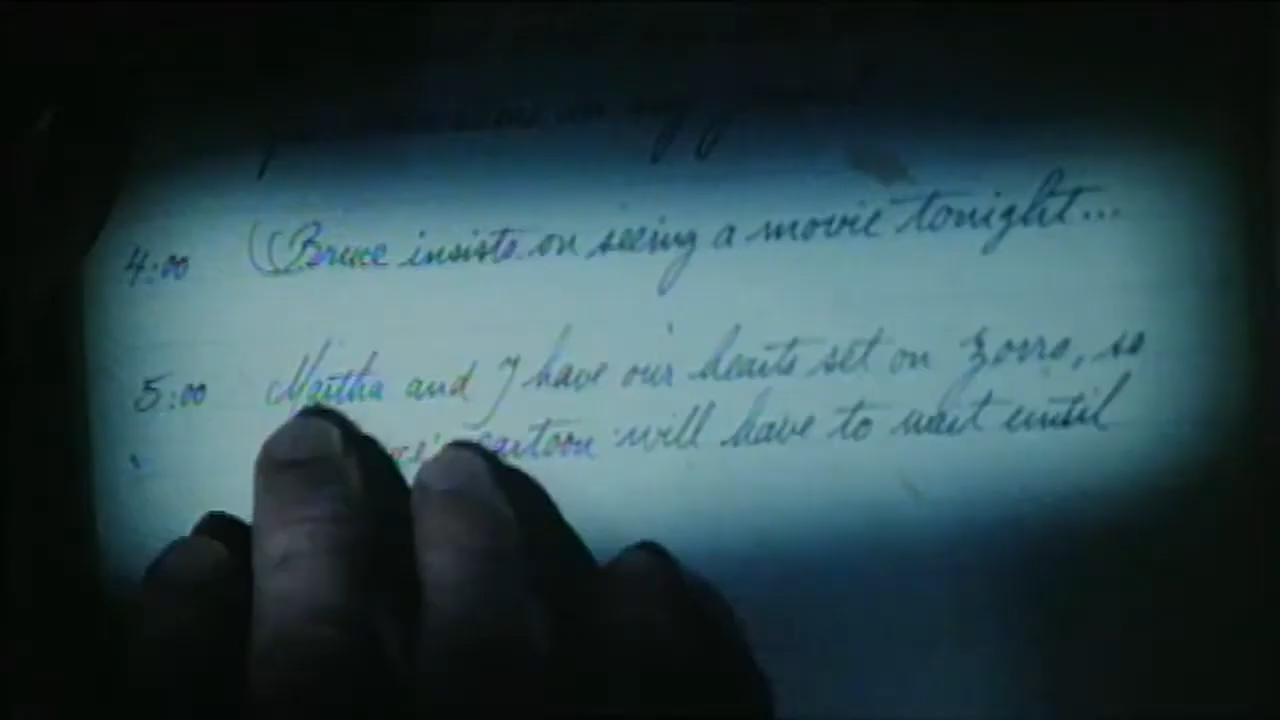 4:00 Bruce insists on seeing a movie tonight...
5:00 Martha and I have our hearts set on Zorro, so
cartoon will have to wait until